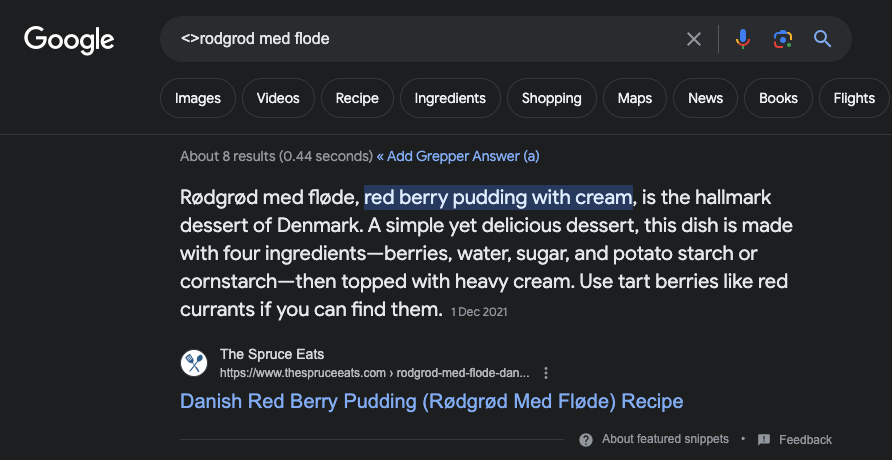 Google
<>rodgrod med flode
Images Videos Recipe Ingredients Shopping Maps News Books Flights
About 8 results (0.44 seconds) « Add Grepper Answer (a)
Rødgrød med fløde, red berry pudding with cream, is the hallmark
dessert of Denmark. A simple yet delicious dessert, this dish is made
with four ingredients—berries, water, sugar, and potato starch or
cornstarch—then topped with heavy cream. Use tart berries like red
currants if you can find them. 1 Dec 2021
The Spruce Eats
https://www.thespruceeats.com › rodgrod-med-flode-dan...
Danish Red Berry Pudding (Rødgrød Med Fløde) Recipe
About featured snippets • Feedback